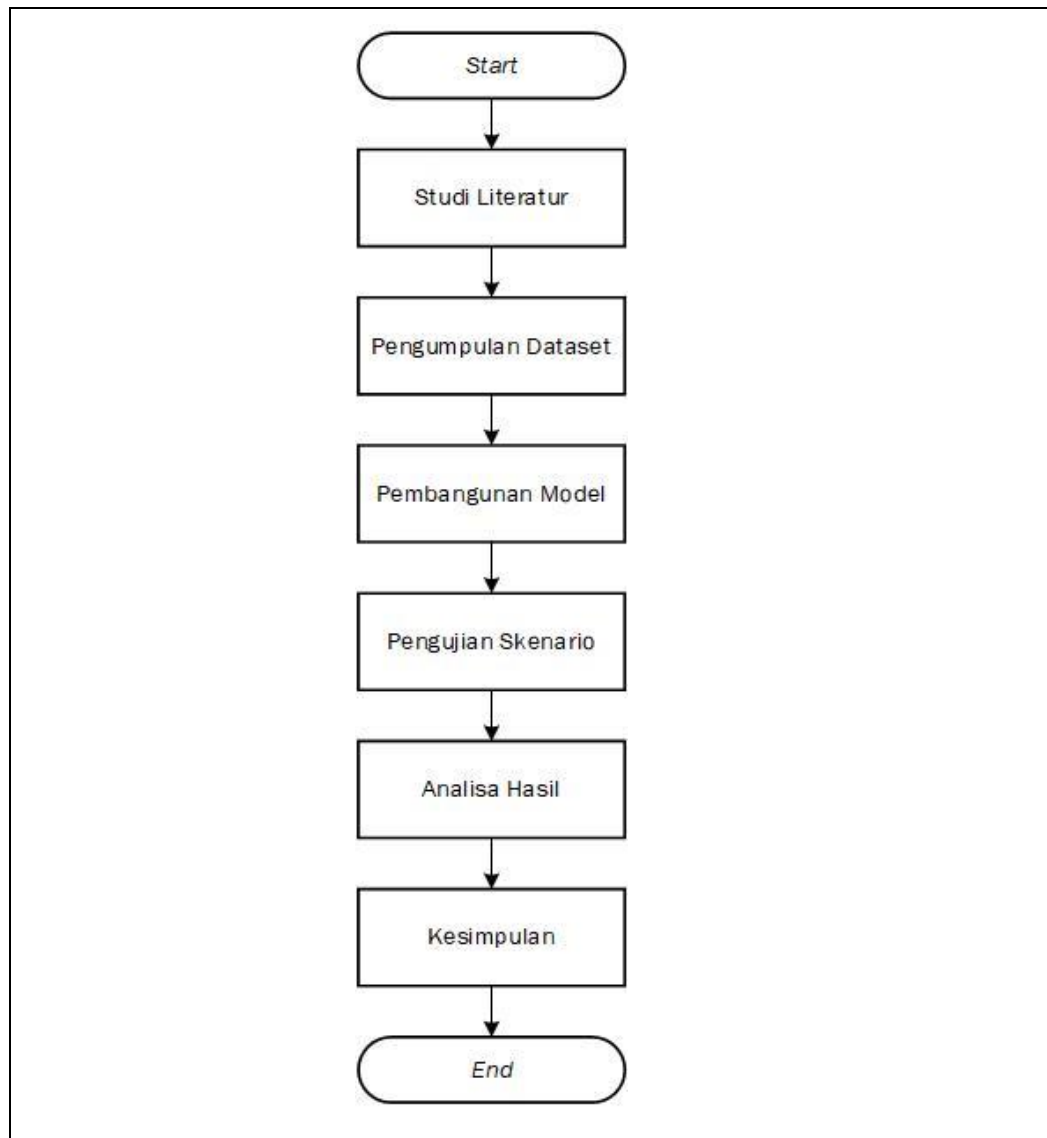 Start
Studi Literatur
Pengumpulan Dataset
Pembangunan Model
Pengujian Skenario
Analisa Hasil
Kesimpulan
End